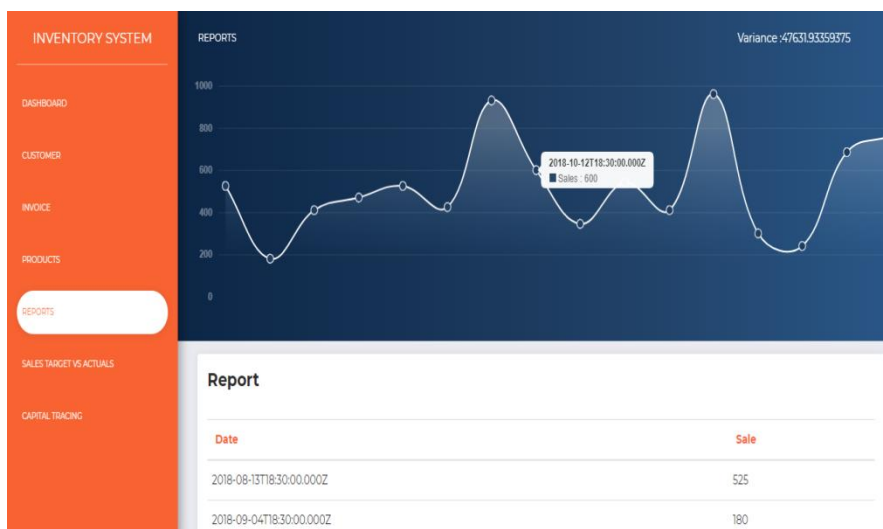 INVENTORY SYSTEM
DASHBOARD
CUSTOMER
INVOICE
PRODUCTS
REPORTS
SALES TARGET VS ACTUALS
CAPITAL TRACING
REPORTS
Variance :47631.93359375
1000
800
600
400
200
0
2018-10-12T18:30:00.000Z
Sales : 600
Report
Date Sale
2018-08-13T18:30:00.000Z 525
2018-09-04T18:30:00.000Z 180